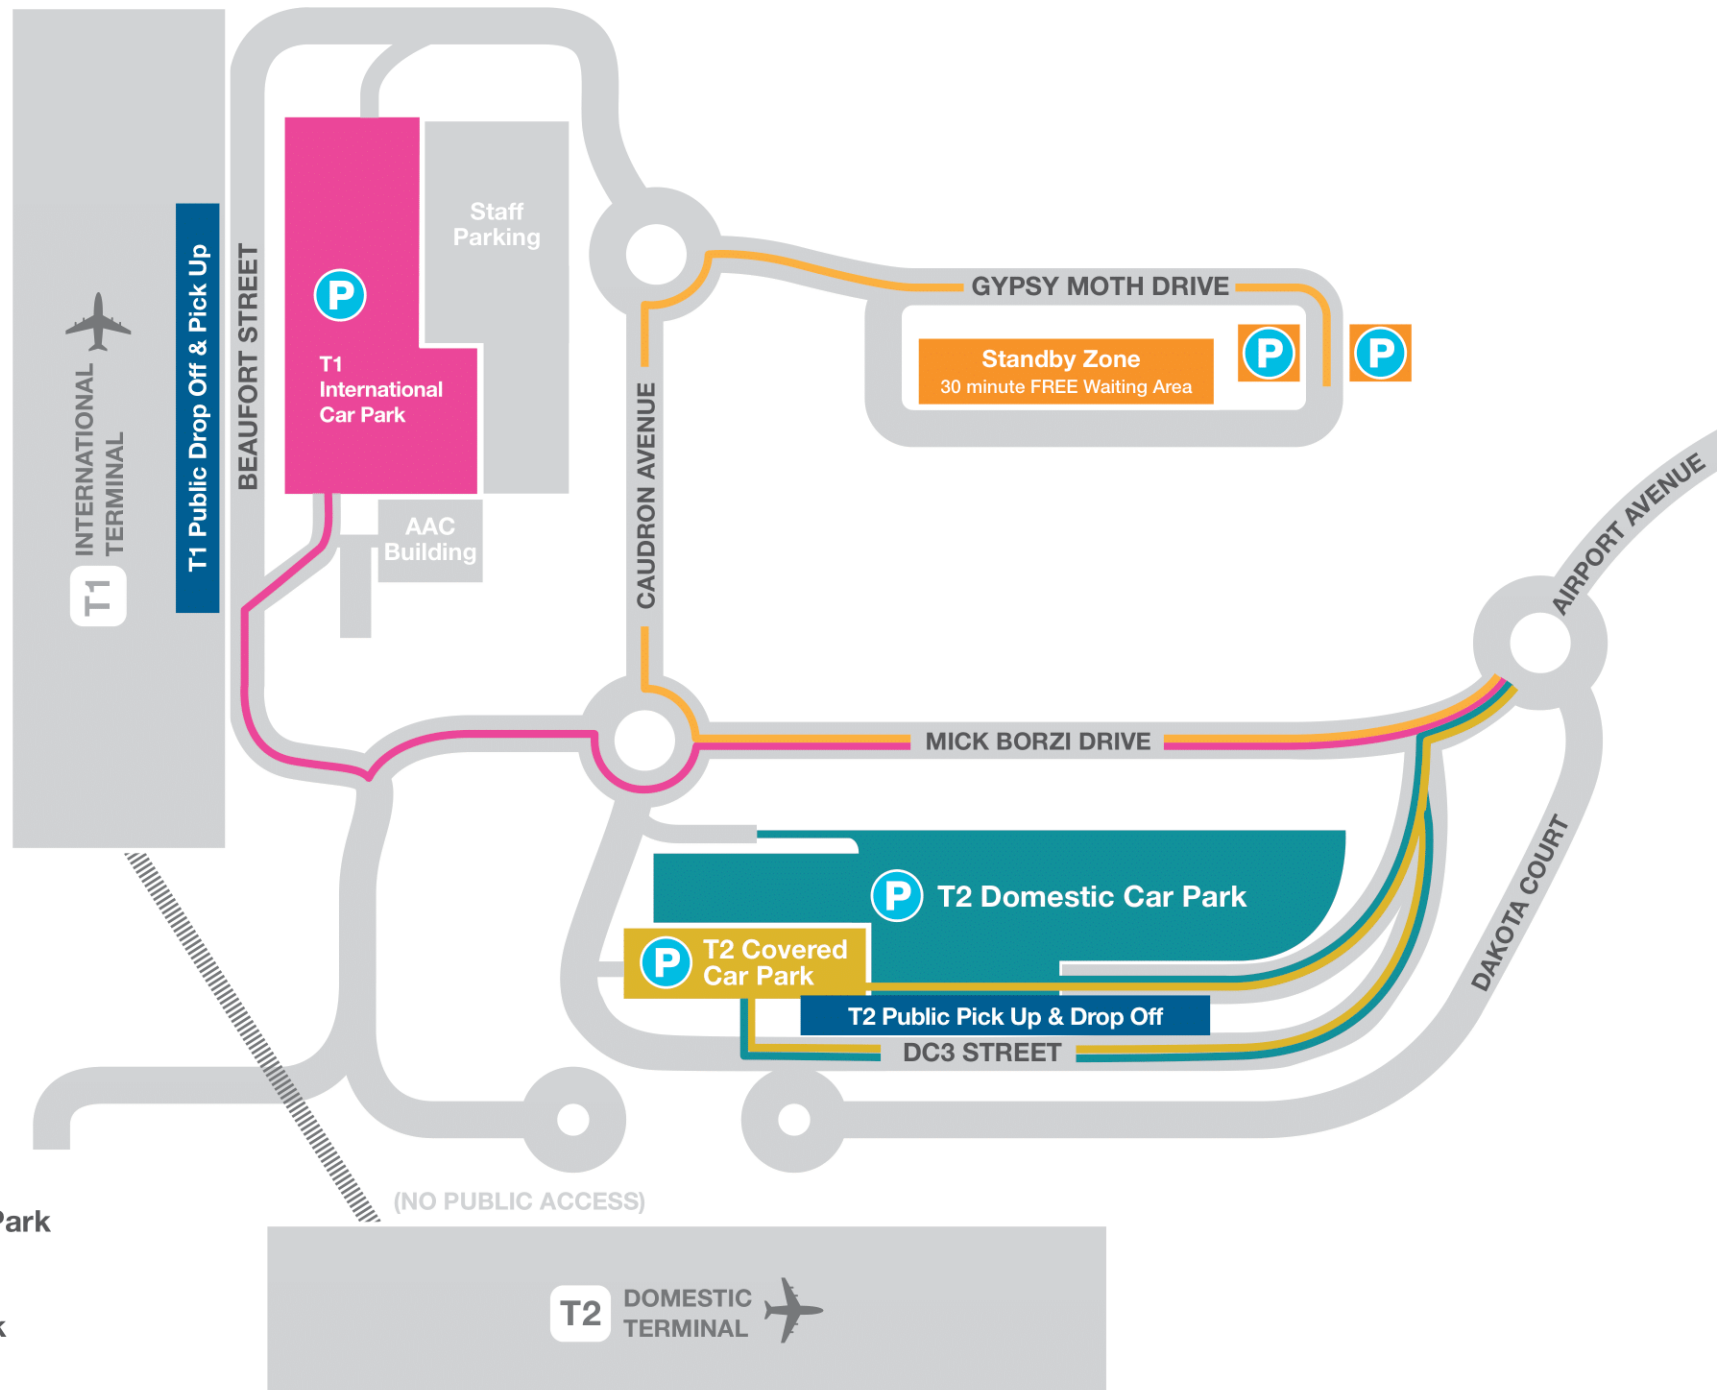 Staff
Parking
P
T1
International
Car Park
T1 Public Drop Off & Pick Up
BEAUFORT STREET
INTERNATIONAL
TERMINAL
T1
AAC
Building
CAUDRON AVENUE
GYPSY MOTH DRIVE
Standby Zone
30 minute FREE Waiting Area
P
P
AIRPORT AVENUE
MICK BORZI DRIVE
P
T2 Domestic Car Park
P
T2 Covered
Car Park
T2 Public Pick Up & Drop Off
DC3 STREET
DAKOTA COURT
(NO PUBLIC ACCESS)
Park
k
T2
DOMESTIC
TERMINAL